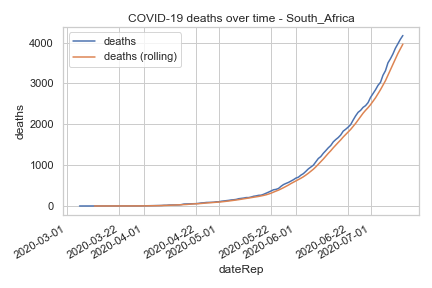 COVID-19 deaths over time - South_Africa
deaths
deaths (rolling)
4000
3000
2000
1000
0
deaths
2020-03-01
2020-03-22
2020-04-01
2020-04-22
2020-05-01
2020-05-22
2020-06-01
2020-06-22
2020-07-01
dateRep